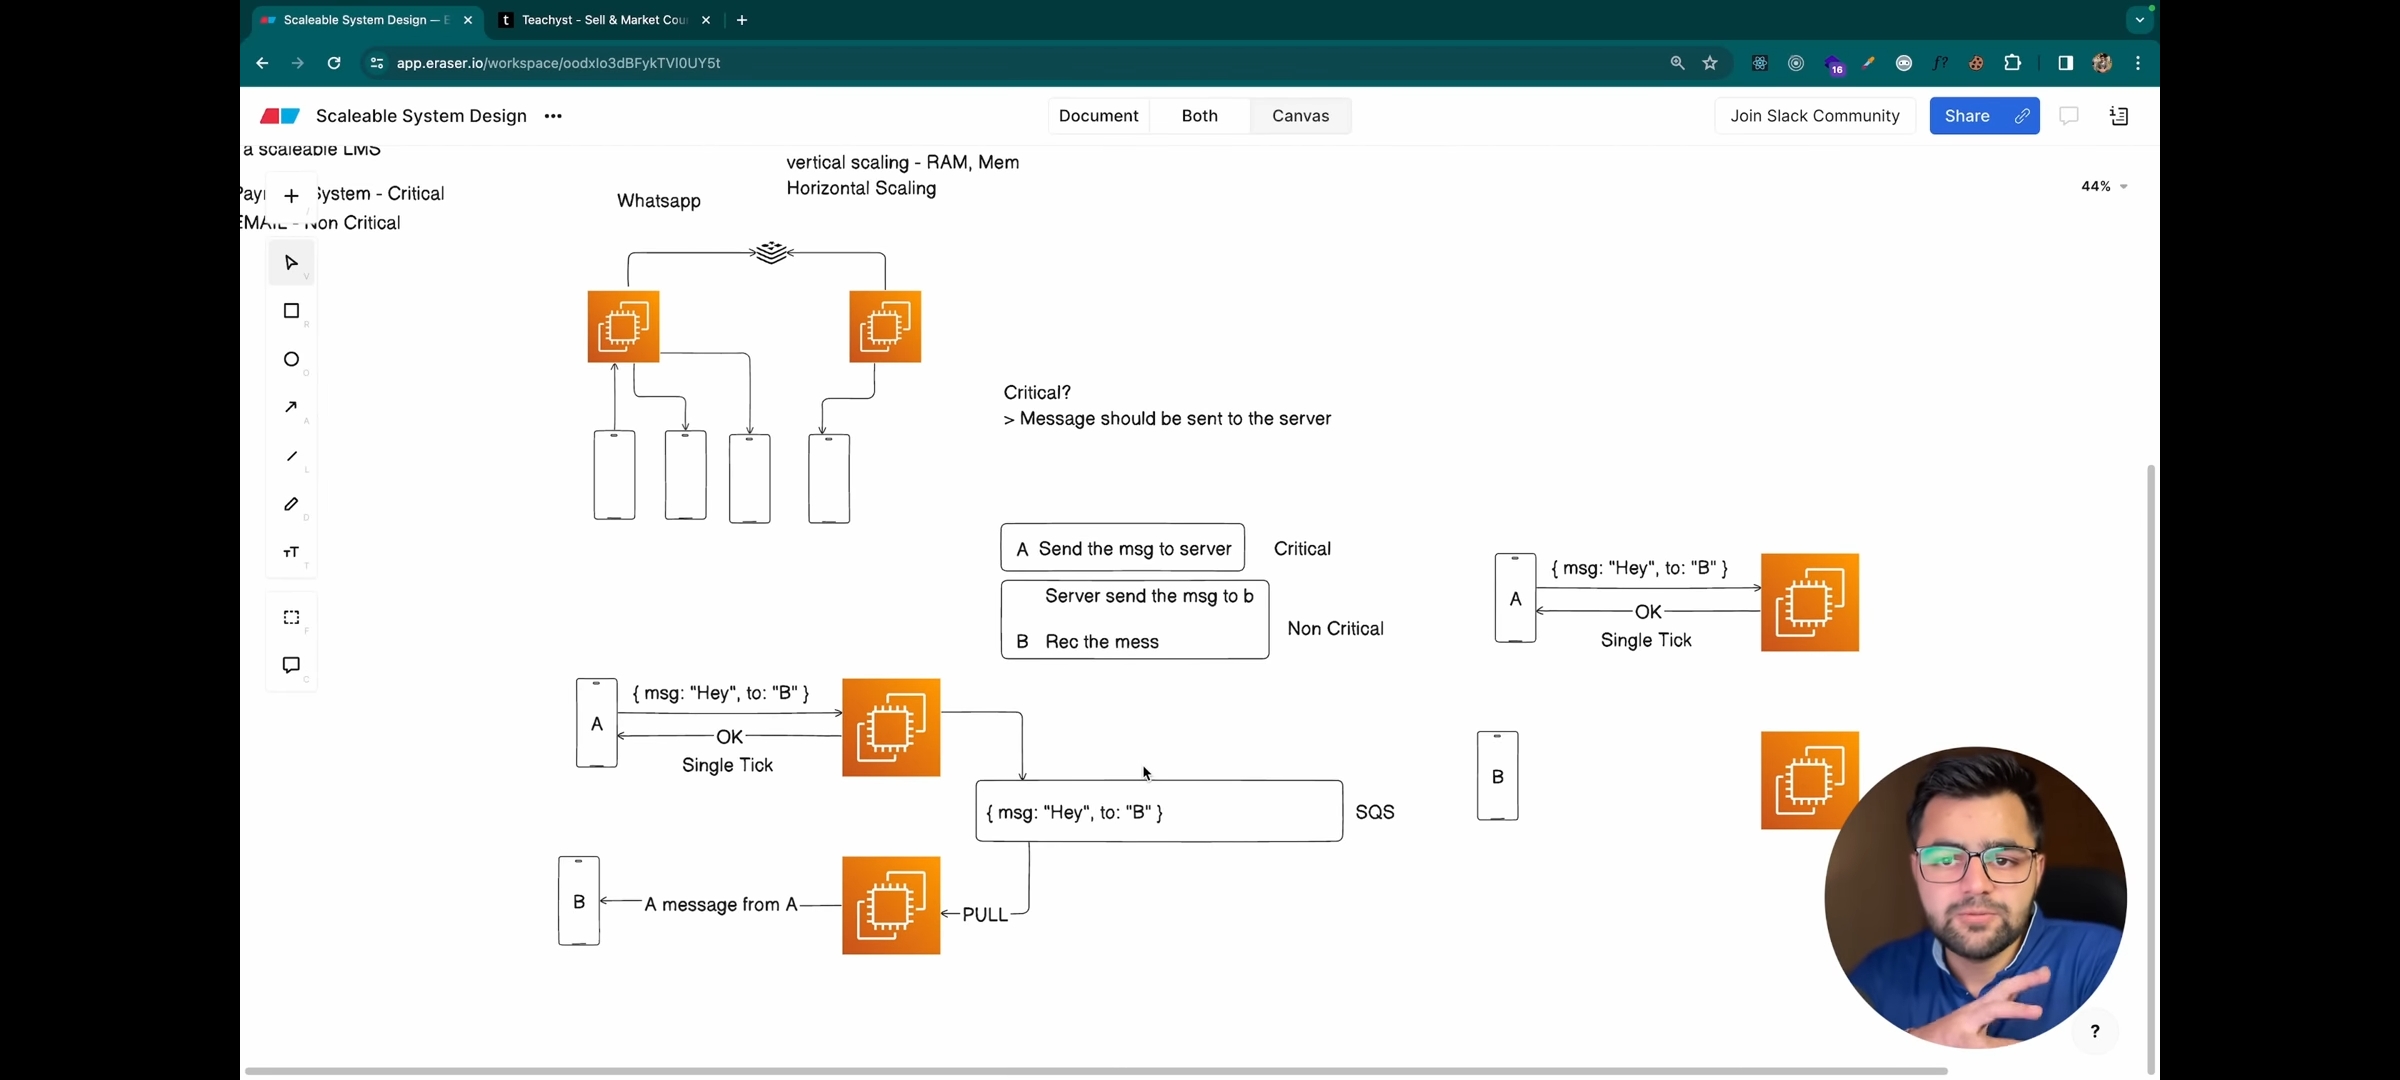 Scaleable System Design — E
Teachyst - Sell & Market Cou
app.eraser.io/workspace/oodxIo3dBFykTVl0UY5t
16
f?
Scaleable System Design
Document
Both
Canvas
Join Slack Community
Share
44%
a scaleable LMS
System - Critical
EMAIL - Non Critical
vertical scaling - RAM, Mem
Horizontal Scaling
Whatsapp
V
R
O
A
L
D
T
F
C
Critical?
> Message should be sent to the server
A Send the msg to server
Critical
Server send the msg to b
B Rec the mess
Non Critical
A
{ msg: "Hey", to: "B" }
OK
Single Tick
B
A
{ msg: "Hey", to: "B" }
OK
Single Tick
{ msg: "Hey", to: "B" }
SQS
B
A message from A
PULL
?